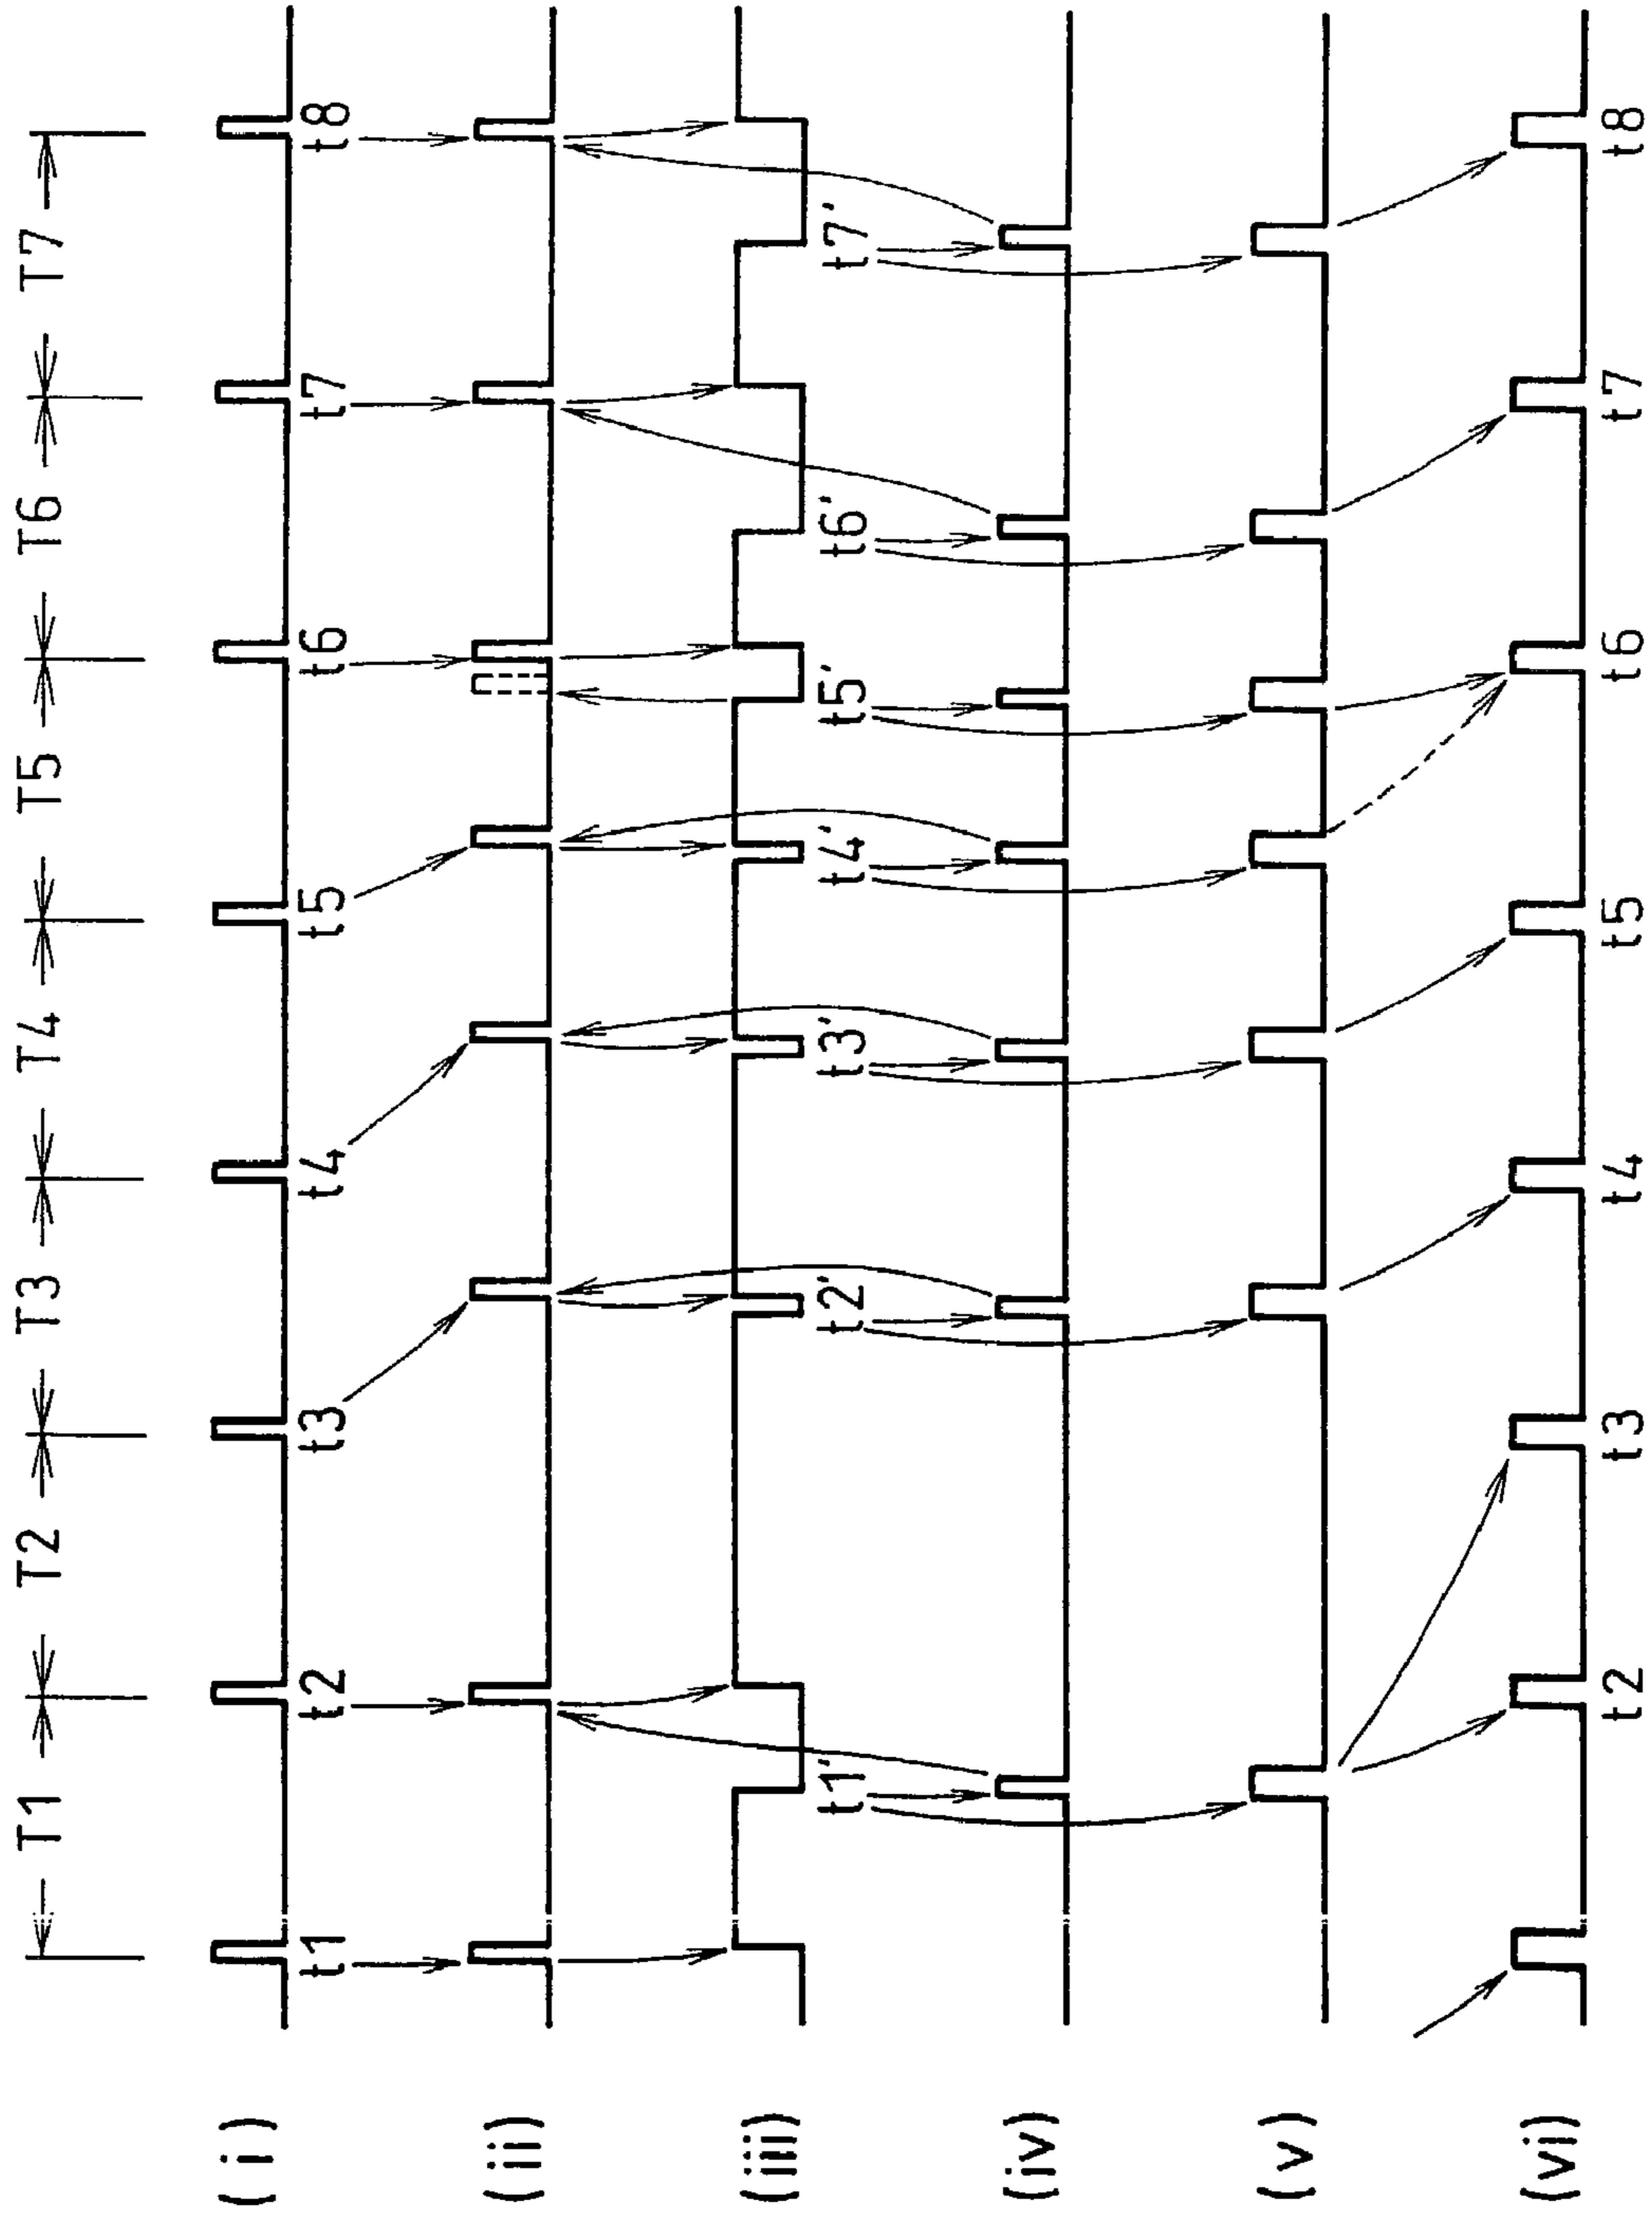 T1 T2 T3 T4 T5 T6 T7
(i)
t1 t2 t3 t4 t5 t6 t7 t8
(ii)
(iii)
t1' t2' t3' t4' t5' t6' t7'
(iv)
(v)
(vi)
t2 t3 t4 t5 t6 t7 t8